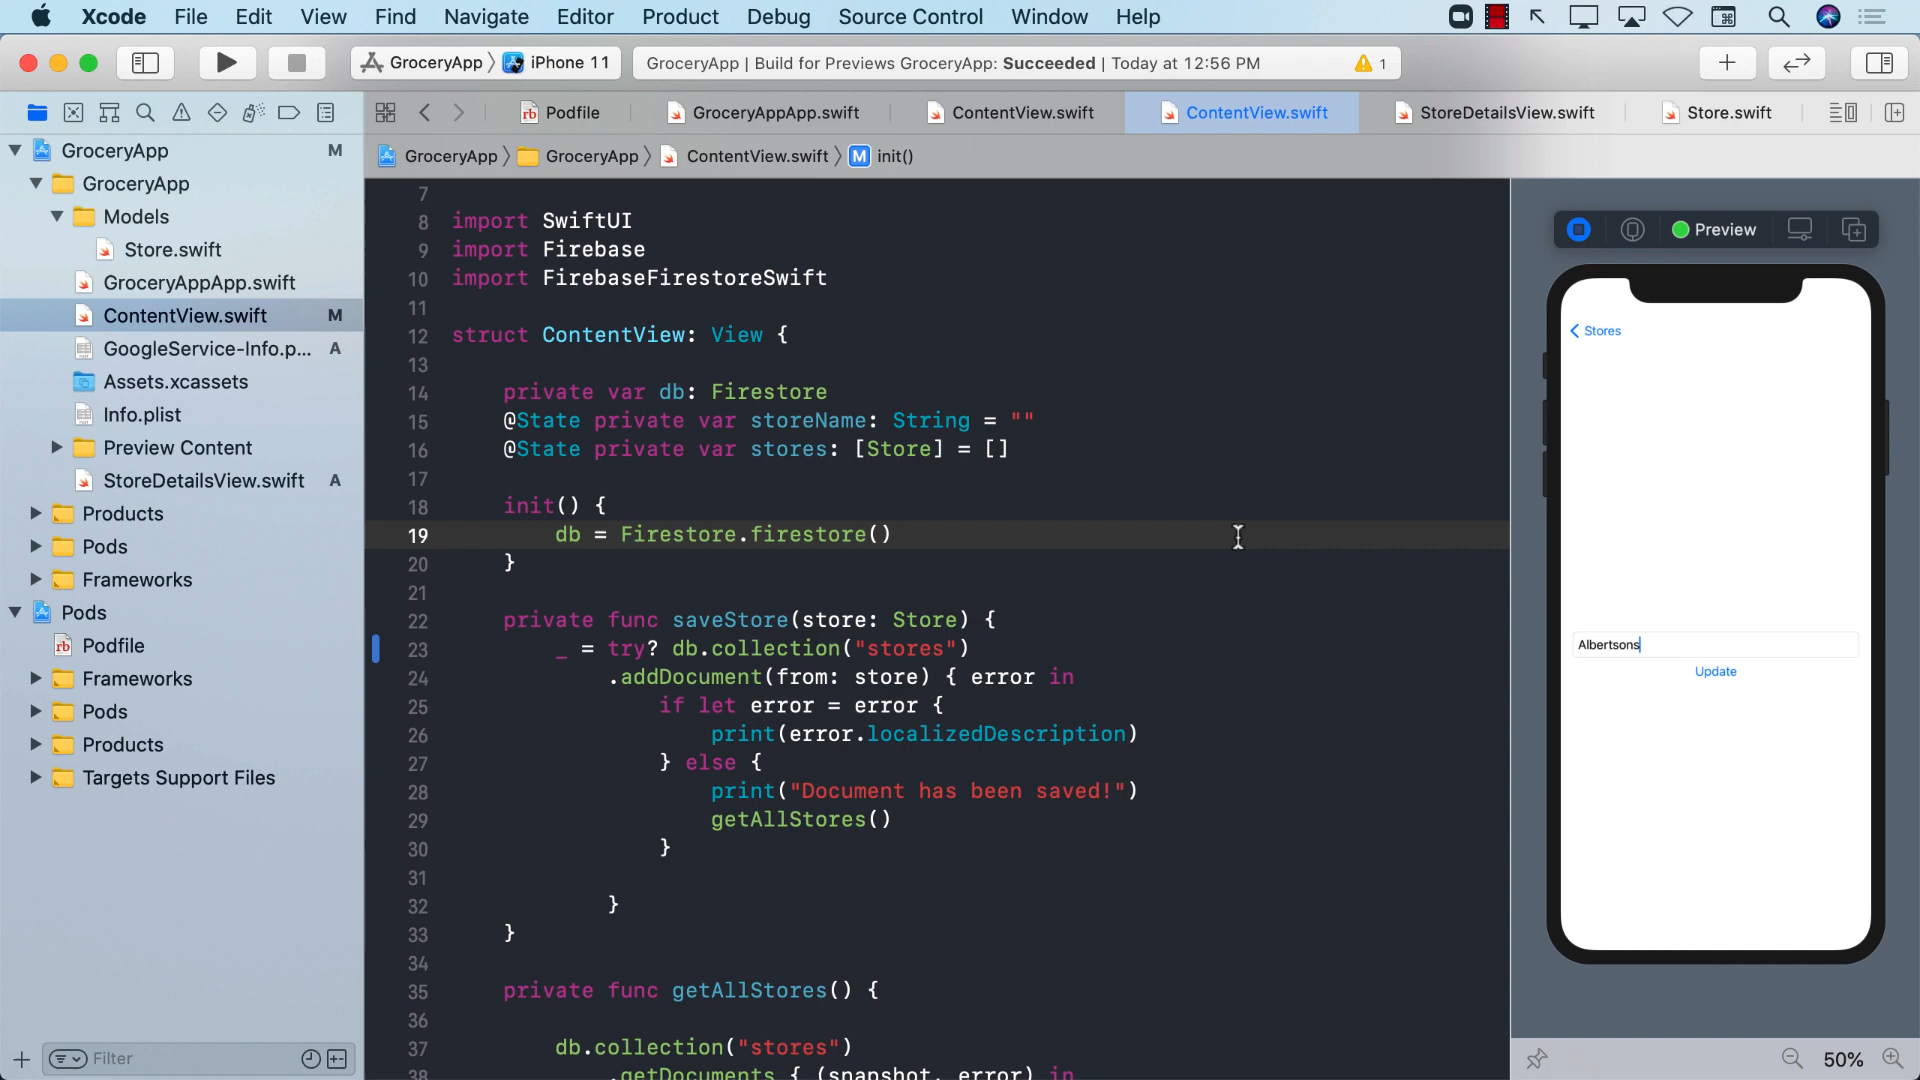 Xcode File Edit View Find Navigate Editor Product Debug Source Control Window Help
GroceryApp 〉 iPhone 11
GroceryApp | Build for Previews GroceryApp: Succeeded | Today at 12:56 PM 1
Podfile GroceryAppApp.swift ContentView.swift ContentView.swift StoreDetailsView.swift Store.swift
GroceryApp 〉 GroceryApp 〉 ContentView.swift 〉 M init()
GroceryApp M
GroceryApp
Models
Store.swift
GroceryAppApp.swift
ContentView.swift M
GoogleService-Info.p... A
Assets.xcassets
Info.plist
Preview Content
StoreDetailsView.swift A
Products
Pods
Frameworks
Pods
Podfile
Frameworks
Pods
Products
Targets Support Files
Filter
7
8 import SwiftUI
9 import Firebase
10 import FirebaseFirestoreSwift
11
12 struct ContentView: View {
13
14 private var db: Firestore
15 @State private var storeName: String = ""
16 @State private var stores: [Store] = []
17
18 init() {
19 db = Firestore.firestore()
20 }
21
22 private func saveStore(store: Store) {
23 _ = try? db.collection("stores")
24 .addDocument(from: store) { error in
25 if let error = error {
26 print(error.localizedDescription)
27 } else {
28 print("Document has been saved!")
29 getAllStores()
30 }
31
32 }
33 }
34
35 private func getAllStores() {
36
37 db.collection("stores")
38 .getDocuments { (snapshot, error) in
Preview
Stores
Albertsons
Update
50%